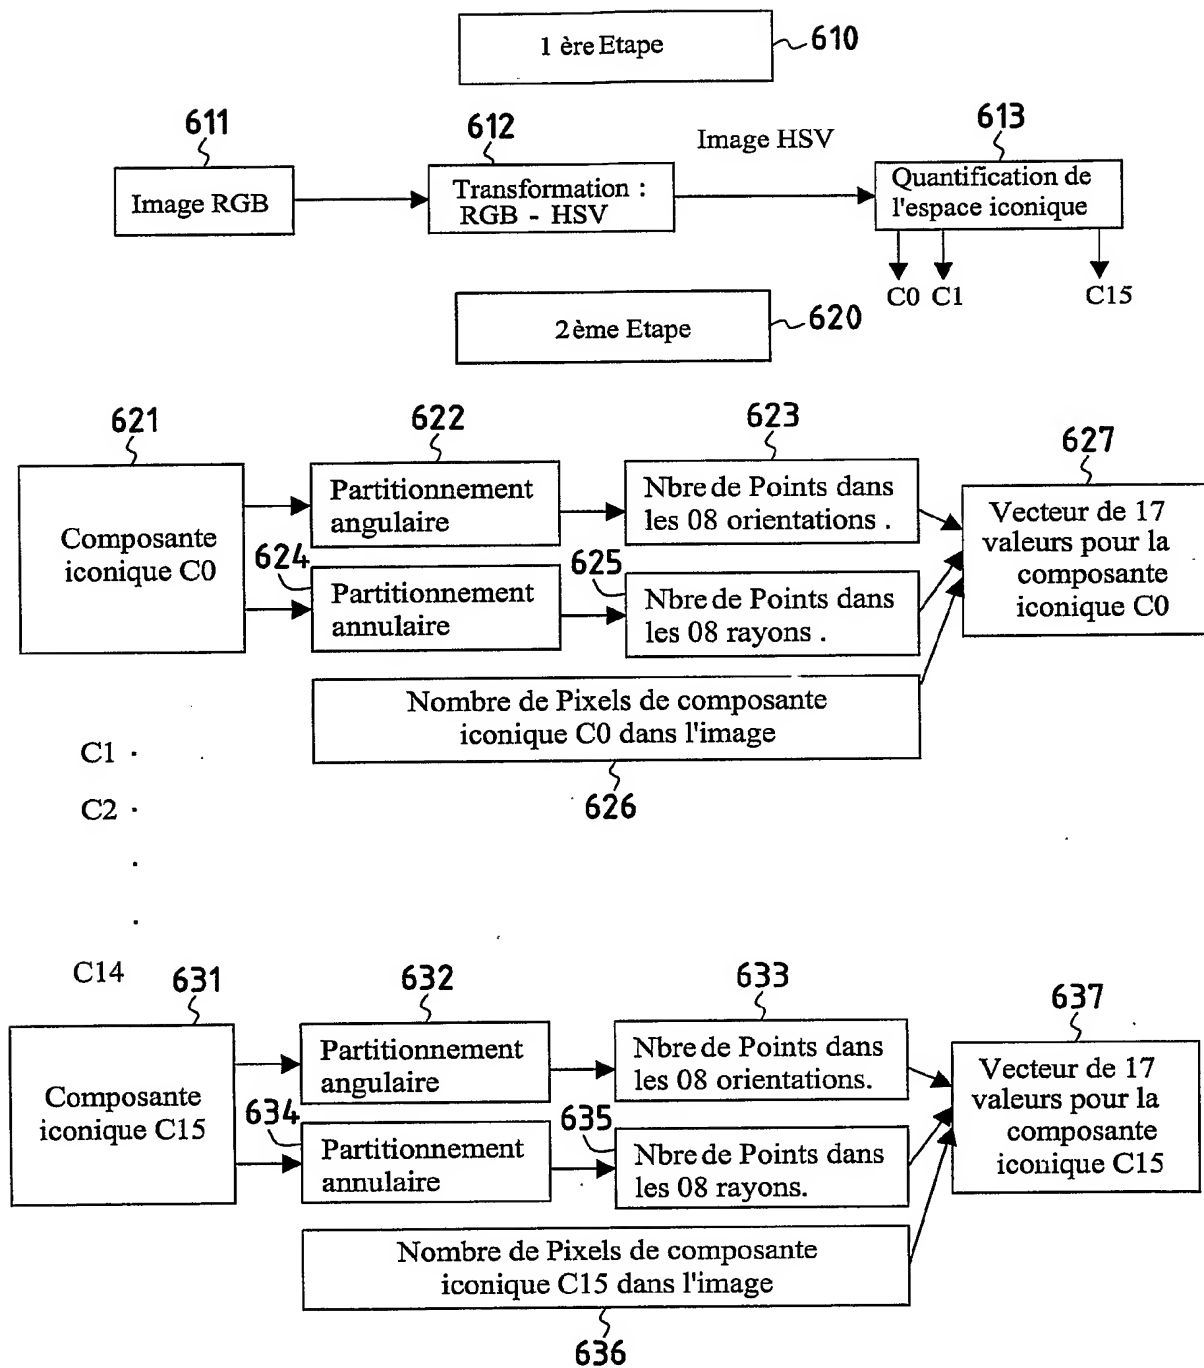 1 ère Etape
610
611
612
Image HSV
613
Image RGB
Transformation :
RGB - HSV
Quantification de
l'espace iconique
C0 C1 C15
2ème Etape
620
621
622
623
627
Composante
iconique C0
Partitionnement
angulaire
Nbre de Points dans
les 08 orientations .
Vecteur de 17
valeurs pour la
composante
iconique C0
624
Partitionnement
annulaire
625
Nbre de Points dans
les 08 rayons .
Nombre de Pixels de composante
iconique C0 dans l'image
626
C1 .
C2 .
.
.
C14
631
632
633
637
Composante
iconique C15
Partitionnement
angulaire
Nbre de Points dans
les 08 orientations.
Vecteur de 17
valeurs pour la
composante
iconique C15
634
Partitionnement
annulaire
635
Nbre de Points dans
les 08 rayons.
Nombre de Pixels de composante
iconique C15 dans l'image
636